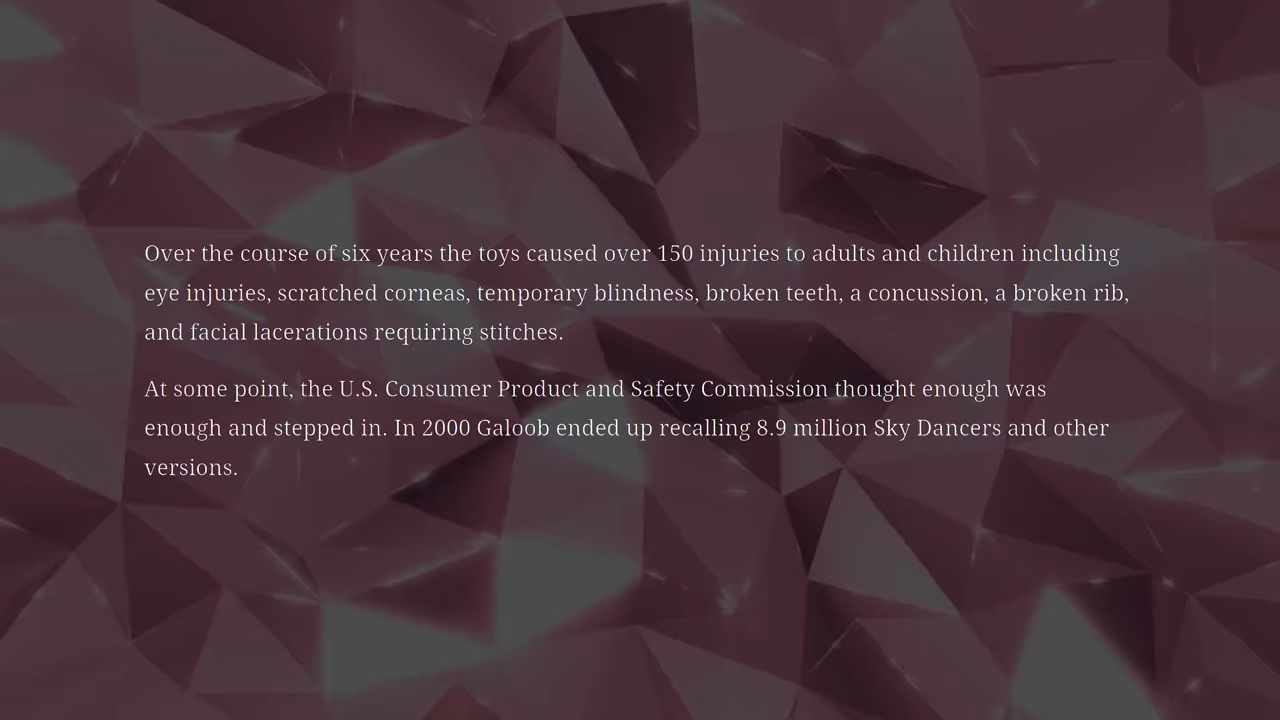 Over the course of six years the toys caused over 150 injuries to adults and children including
eye injuries, scratched corneas, temporary blindness, broken teeth, a concussion, a broken rib,
and facial lacerations requiring stitches.
At some point, the U.S. Consumer Product and Safety Commission thought enough was
enough and stepped in. In 2000 Galoob ended up recalling 8.9 million Sky Dancers and other
versions.